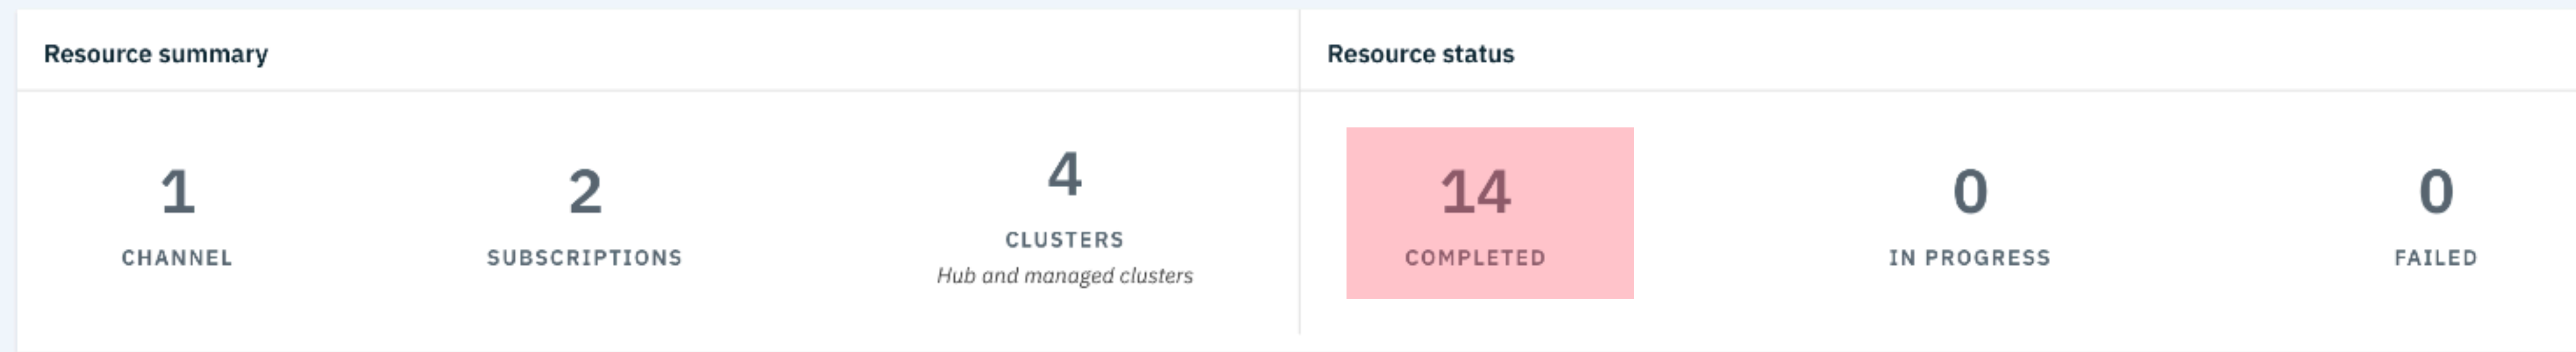 Resource summary
Resource status
1
CHANNEL
2
SUBSCRIPTIONS
4
CLUSTERS
Hub and managed clusters
14
COMPLETED
0
IN PROGRESS
0
FAILED